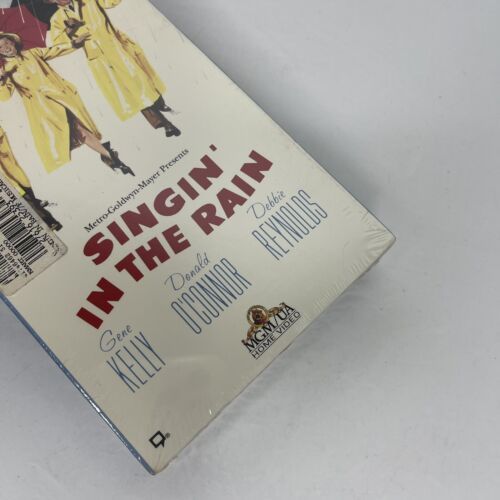 Metro-Goldwyn-Mayer Presents
SINGIN'
IN THE RAIN
Gene
KELLY
Donald
O'CONNOR
Debbie
REYNOLDS
MGM/UA
HOME VIDEO